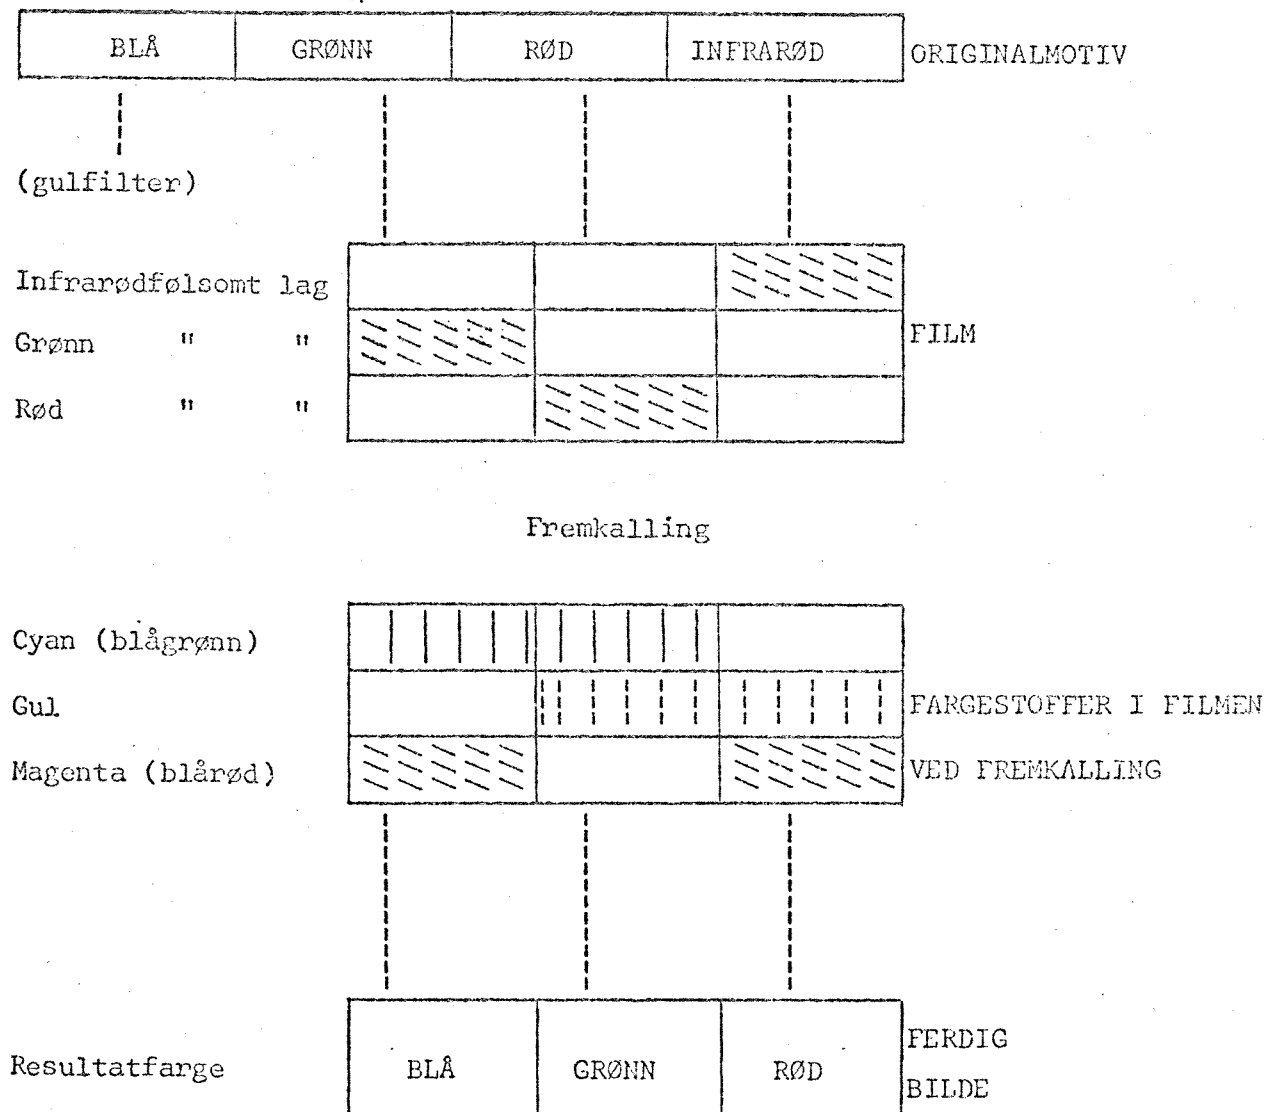 BLÅ GRØNN RØD INFRARØD ORIGINALMOTIV
(gulfilter)
Infrarødfølsomt lag
Grønn " "
FILM
Rød " "
Fremkalling
Cyan (blågrønn)
Gul FARGESTOFFER I FILMEN
Magenta (blårød) VED FREMKALLING
Resultatfarge BLÅ GRØNN RØD
FERDIG
BILDE